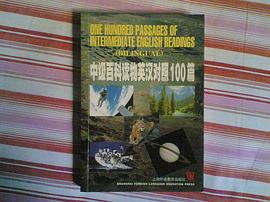 ONE HUNDRED PASSAGES OF
INTERMEDIATE ENGLISH READINGS
(BILINGUAL)
中级百科读物英汉对照100篇
上海外语教育出版社
SHANGHAI FOREIGN LANGUAGE EDUCATION PRESS